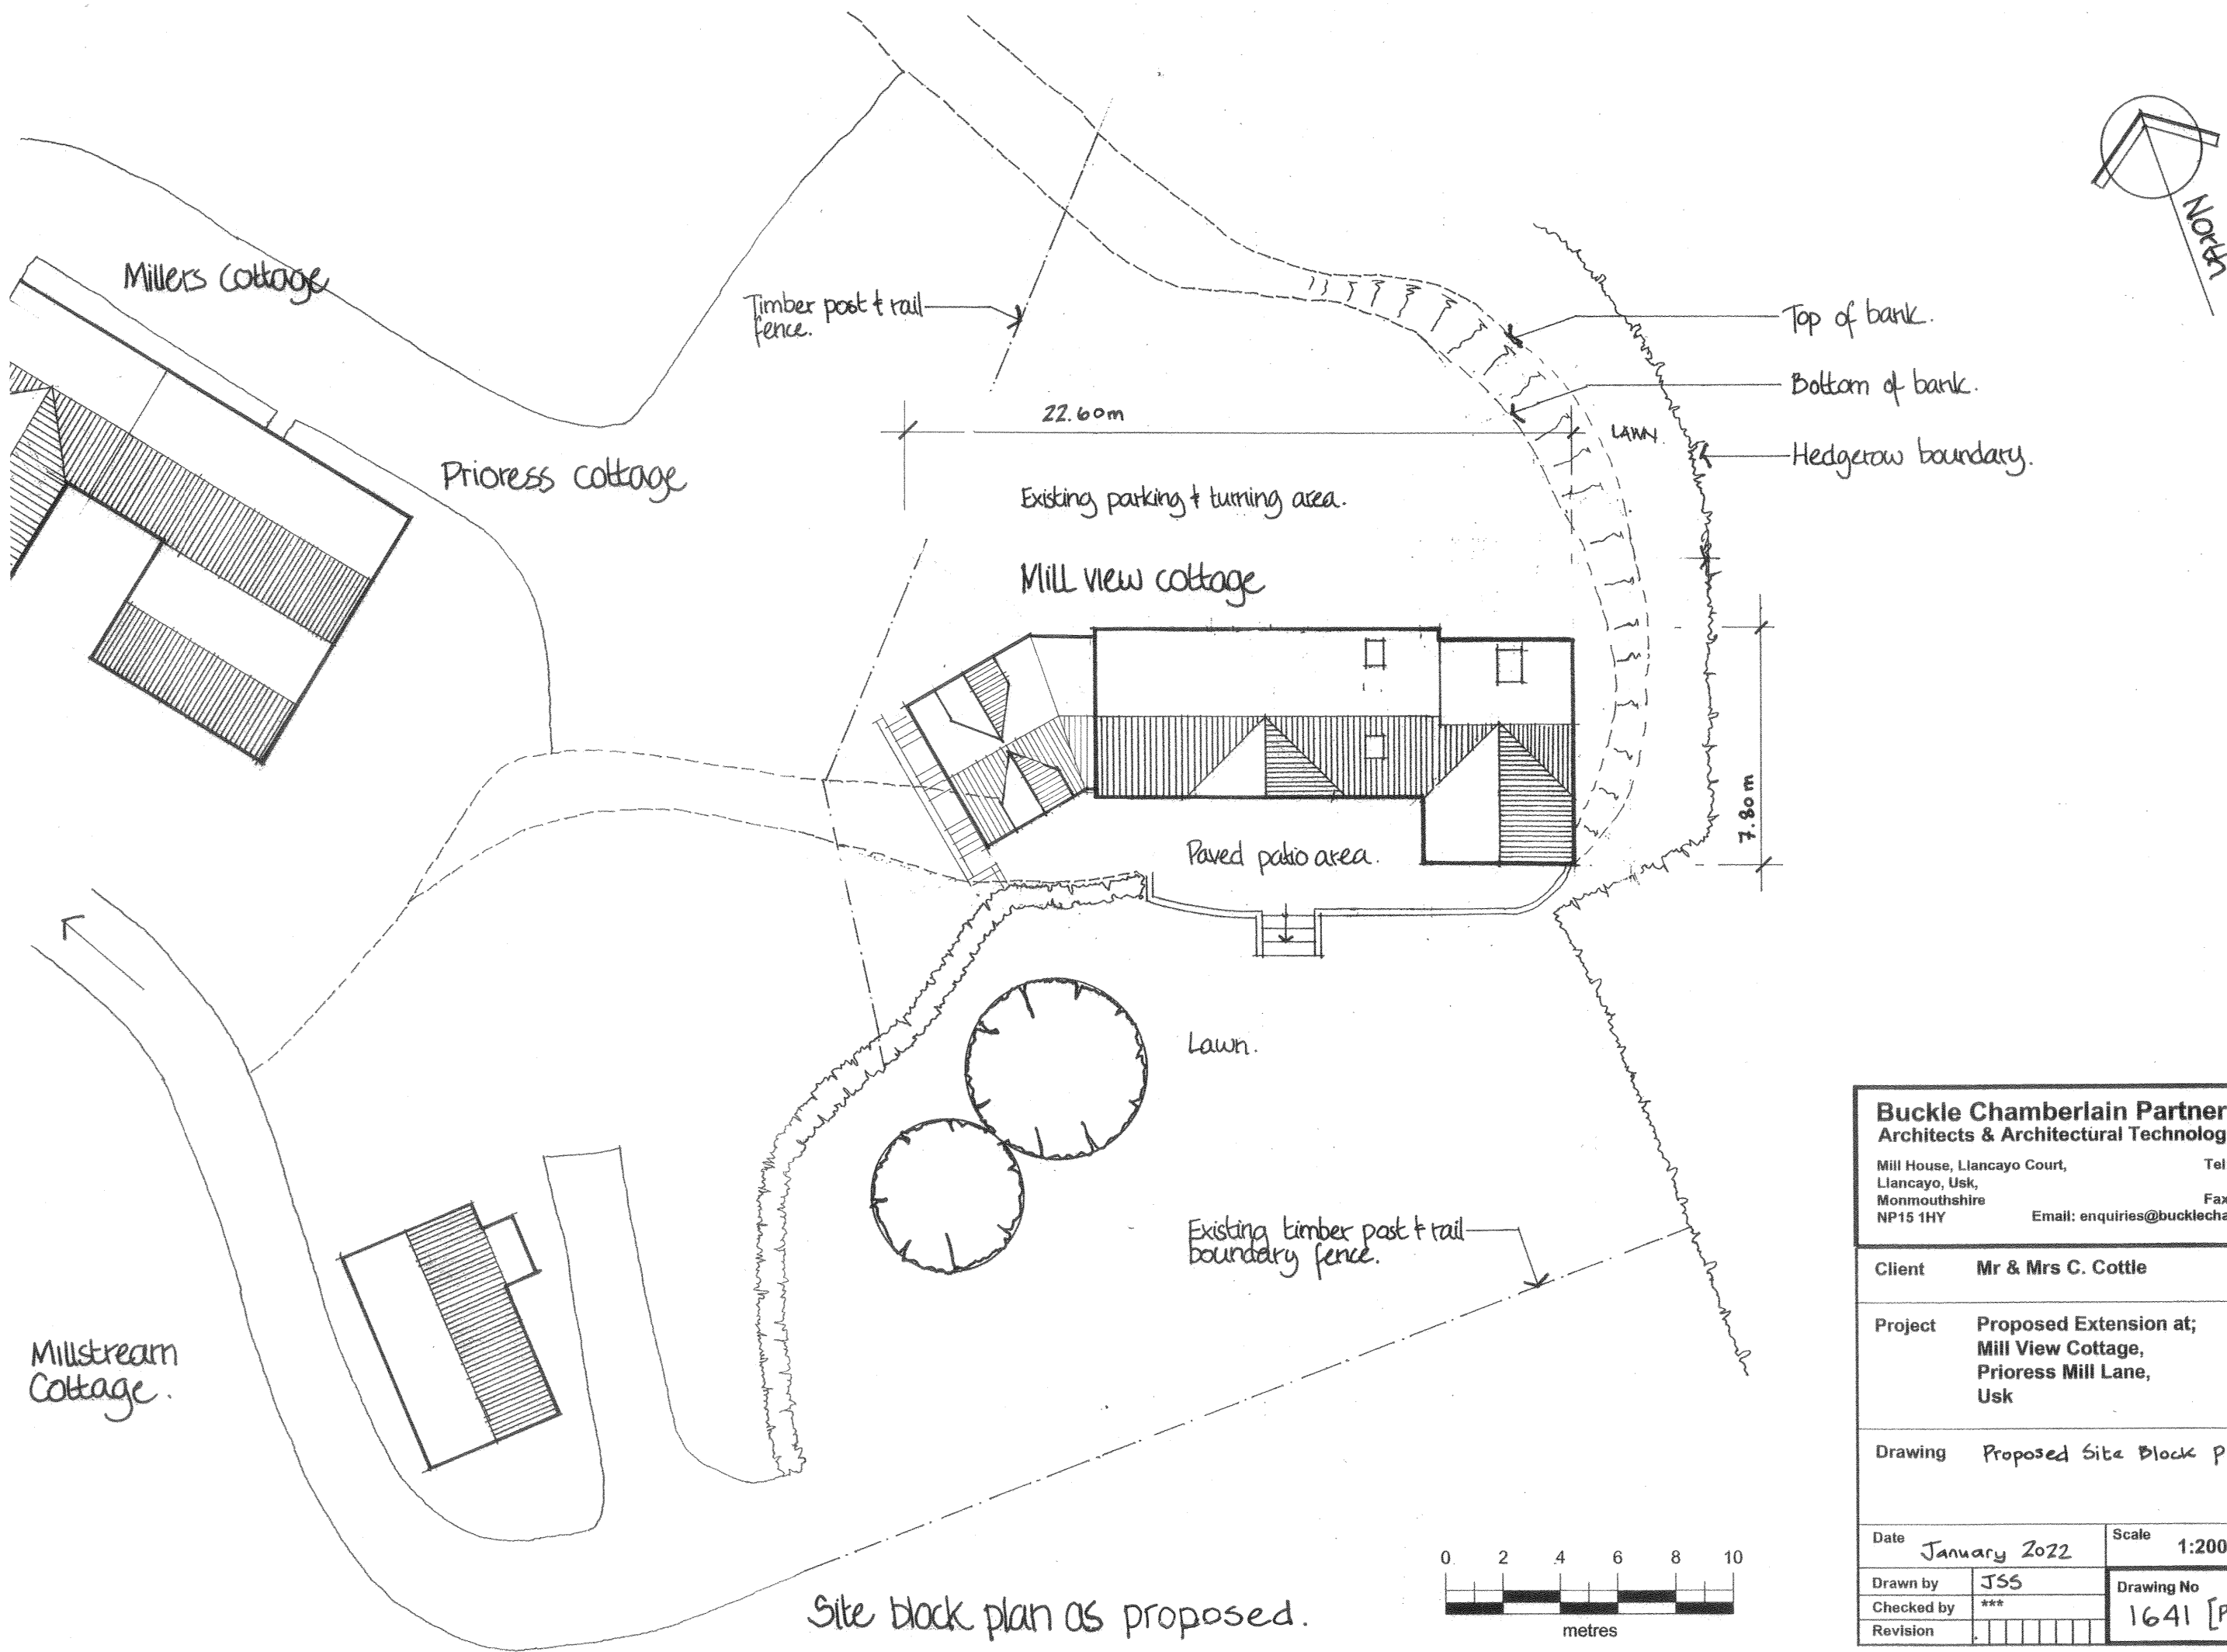 North
Millers cottage
Timber post & rail
fence.
Top of bank.
Bottom of bank.
22.60m
LAWN
Hedgerow boundary.
Prioress cottage
Existing parking & turning area.
Mill view cottage
7.80m
Paved patio area.
Lawn.
Existing timber post & rail
boundary fence.
Millstream
Cottage.
Site block plan as proposed.
0 2 4 6 8 10
metres
Buckle Chamberlain Partner
Architects & Architectural Technolog
Mill House, Llancayo Court, Tel
Llancayo, Usk,
Monmouthshire Fax
NP15 1HY Email: enquiries@bucklecha
Client Mr & Mrs C. Cottle
Project Proposed Extension at;
Mill View Cottage,
Prioress Mill Lane,
Usk
Drawing Proposed Site Block P
Date January 2022 Scale 1:200
Drawn by JSS
Checked by ***
Revision
Drawing No
1641 [P